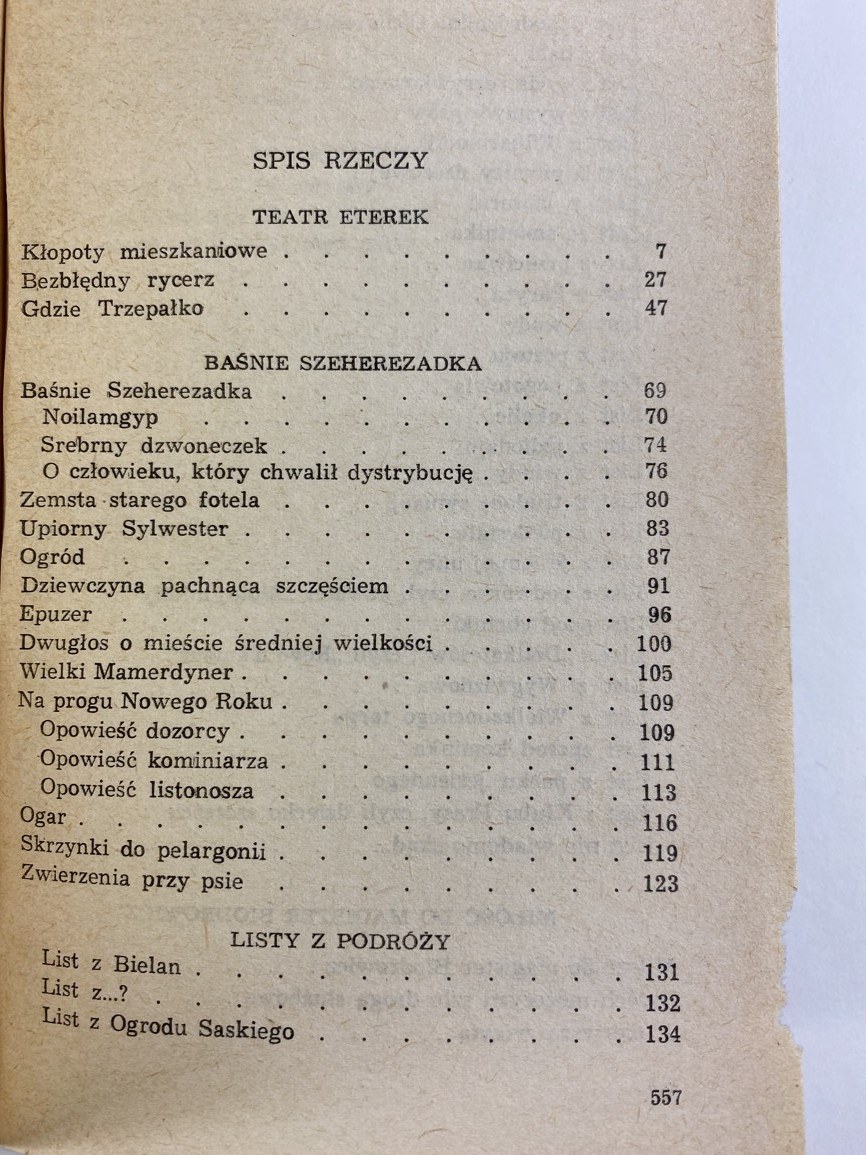 SPIS RZECZY
TEATR ETEREK
Kłopoty mieszkaniowe . . . . . . . . . 7
Bezbłędny rycerz . . . . . . . . . . 27
Gdzie Trzepałko . . . . . . . . . . 47
BAŚNIE SZEHEREZADKA
Baśnie Szeherezadka . . . . . . . . . 69
Noilamgyp . . . . . . . . . . . 70
Srebrny dzwoneczek . . . . . . . . . 74
O człowieku, który chwalił dystrybucję . . . . 76
Zemsta starego fotela . . . . . . . . . 80
Upiorny Sylwester . . . . . . . . . . 83
Ogród . . . . . . . . . . . . . 87
Dziewczyna pachnąca szczęściem . . . . . . 91
Epuzer . . . . . . . . . . . . . 96
Dwugłos o mieście średniej wielkości . . . . . 100
Wielki Mamerdyner . . . . . . . . . . 105
Na progu Nowego Roku . . . . . . . . . 109
Opowieść dozorcy . . . . . . . . . . 109
Opowieść kominiarza . . . . . . . . . 111
Opowieść listonosza . . . . . . . . . 113
Ogar . . . . . . . . . . . . . . 116
Skrzynki do pelargonii . . . . . . . . . 119
Zwierzenia przy psie . . . . . . . . . 123
LISTY Z PODRÓŻY
List z Bielan . . . . . . . . . . . 131
List z...? . . . . . . . . . . . . 132
List z Ogrodu Saskiego . . . . . . . . 134
557